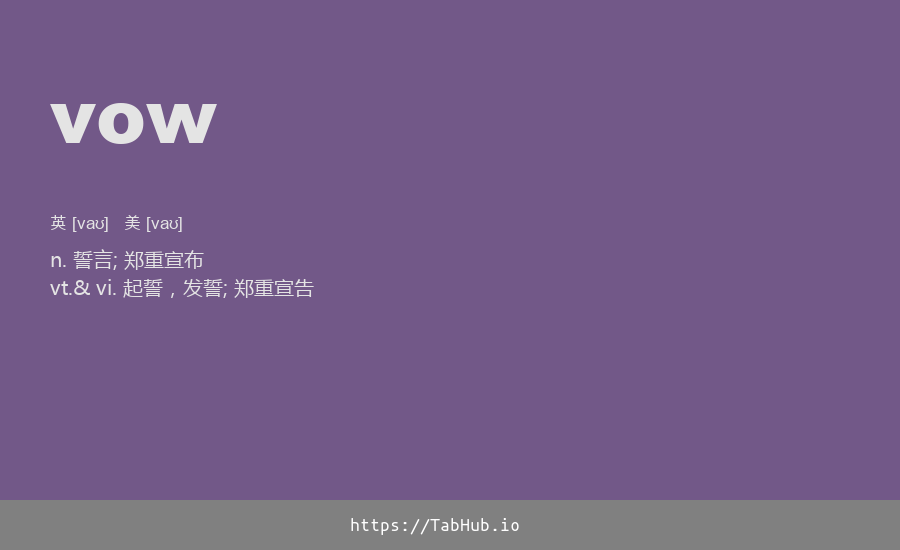 vow
英 [vaʊ] 美 [vaʊ]
n. 誓言; 郑重宣布
vt.& vi. 起誓，发誓; 郑重宣告
https://TabHub.io